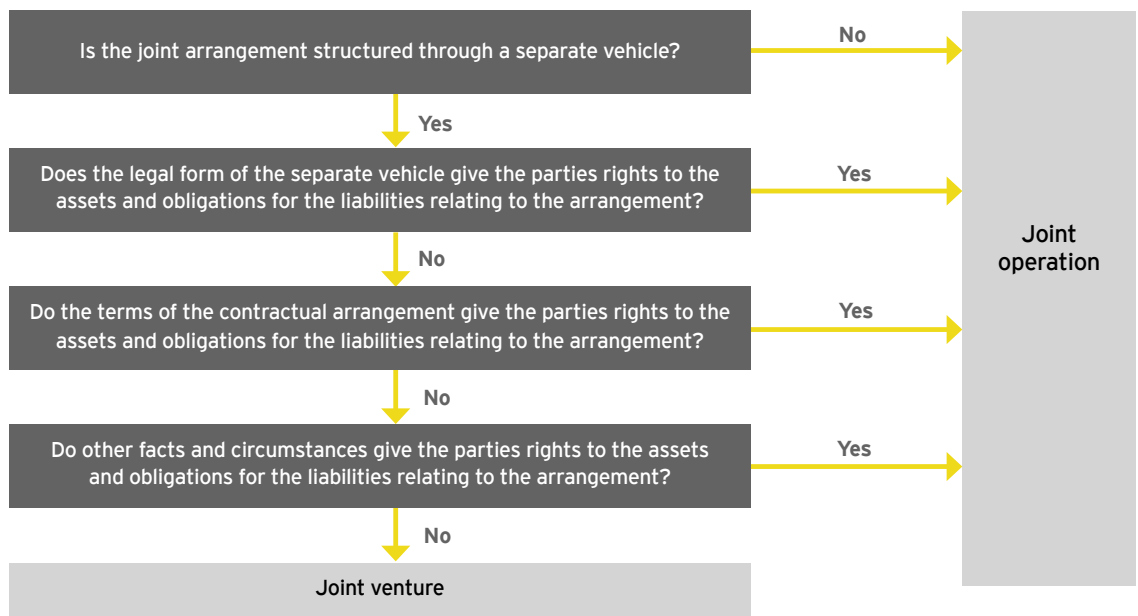 Is the joint arrangement structured through a separate vehicle?
No
Yes
Does the legal form of the separate vehicle give the parties rights to the
assets and obligations for the liabilities relating to the arrangement?
Yes
No
Joint
operation
Do the terms of the contractual arrangement give the parties rights to the
assets and obligations for the liabilities relating to the arrangement?
Yes
No
Do other facts and circumstances give the parties rights to the assets
and obligations for the liabilities relating to the arrangement?
Yes
No
Joint venture